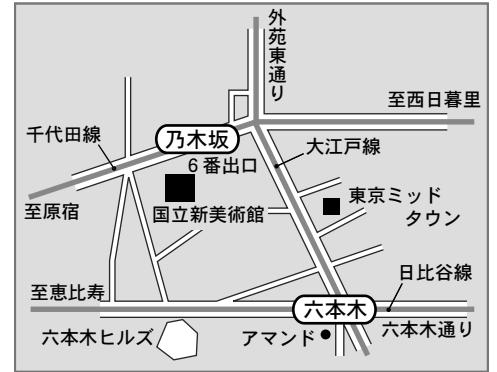 外苑東通り
至西日暮里
千代田線
乃木坂
6番出口
大江戸線
至原宿
国立新美術館
東京ミッド
タウン
日比谷線
至恵比寿
六本木
六本木ヒルズ
アマンド
六本木通り